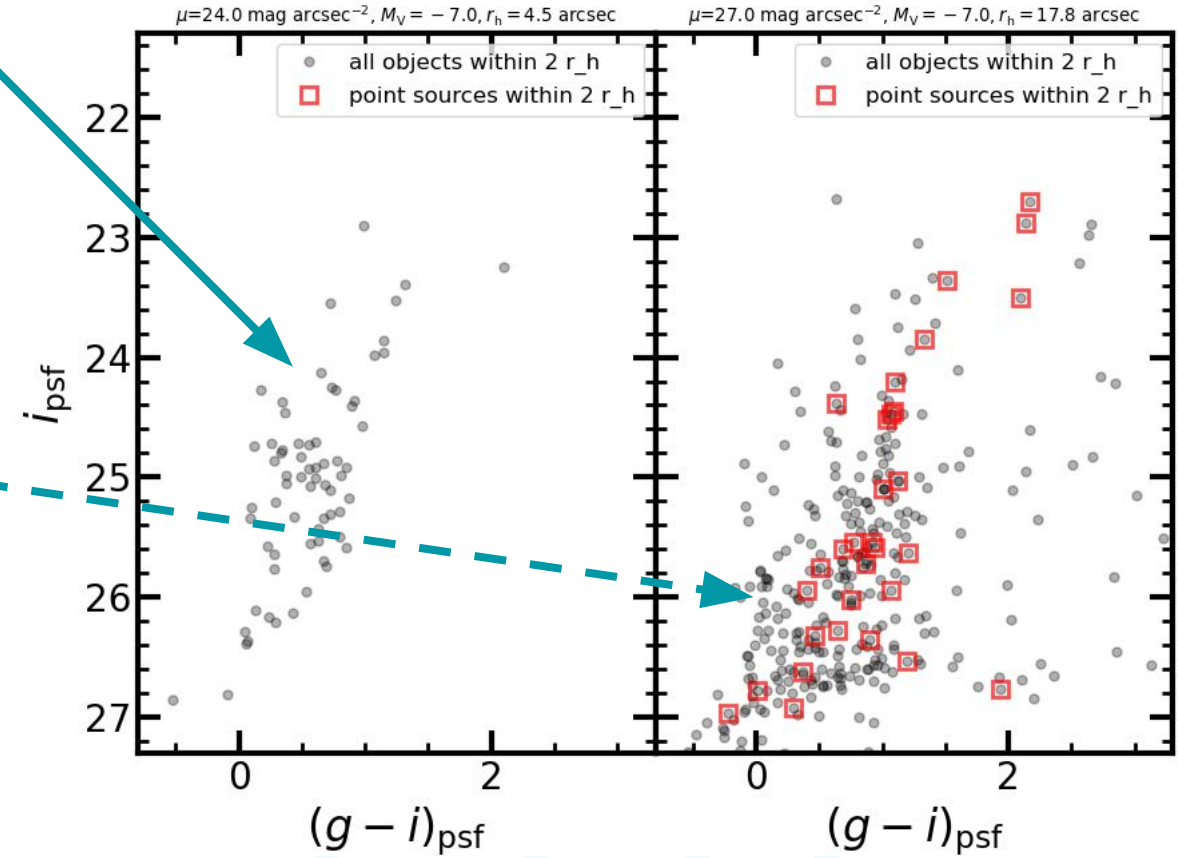 μ=24.0 mag arcsec⁻², M_V = −7.0, r_h = 4.5 arcsec
all objects within 2 r_h
point sources within 2 r_h
22
23
24
25
26
27
i_psf
0
2
(g − i)_psf
μ=27.0 mag arcsec⁻², M_V = −7.0, r_h = 17.8 arcsec
all objects within 2 r_h
point sources within 2 r_h
0
2
(g − i)_psf